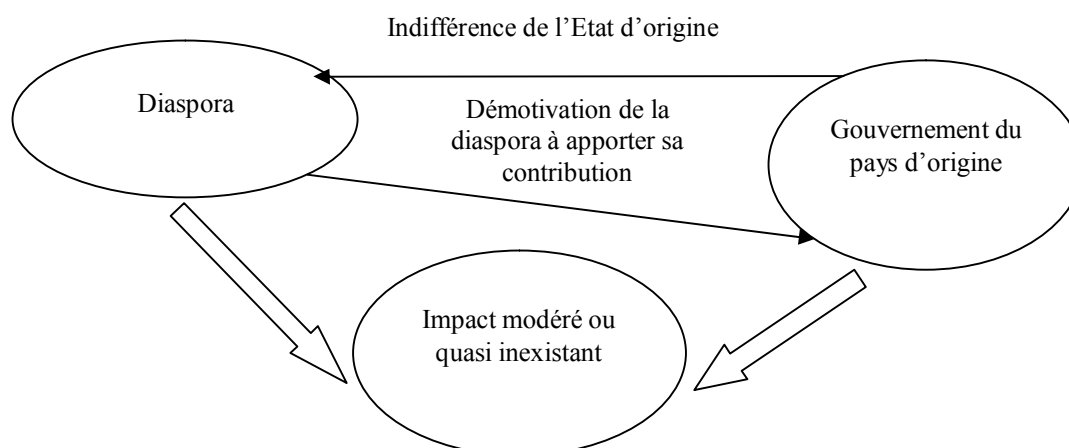 Indifférence de l’Etat d’origine
Diaspora
Démotivation de la
diaspora à apporter sa
contribution
Gouvernement du
pays d’origine
Impact modéré ou
quasi inexistant